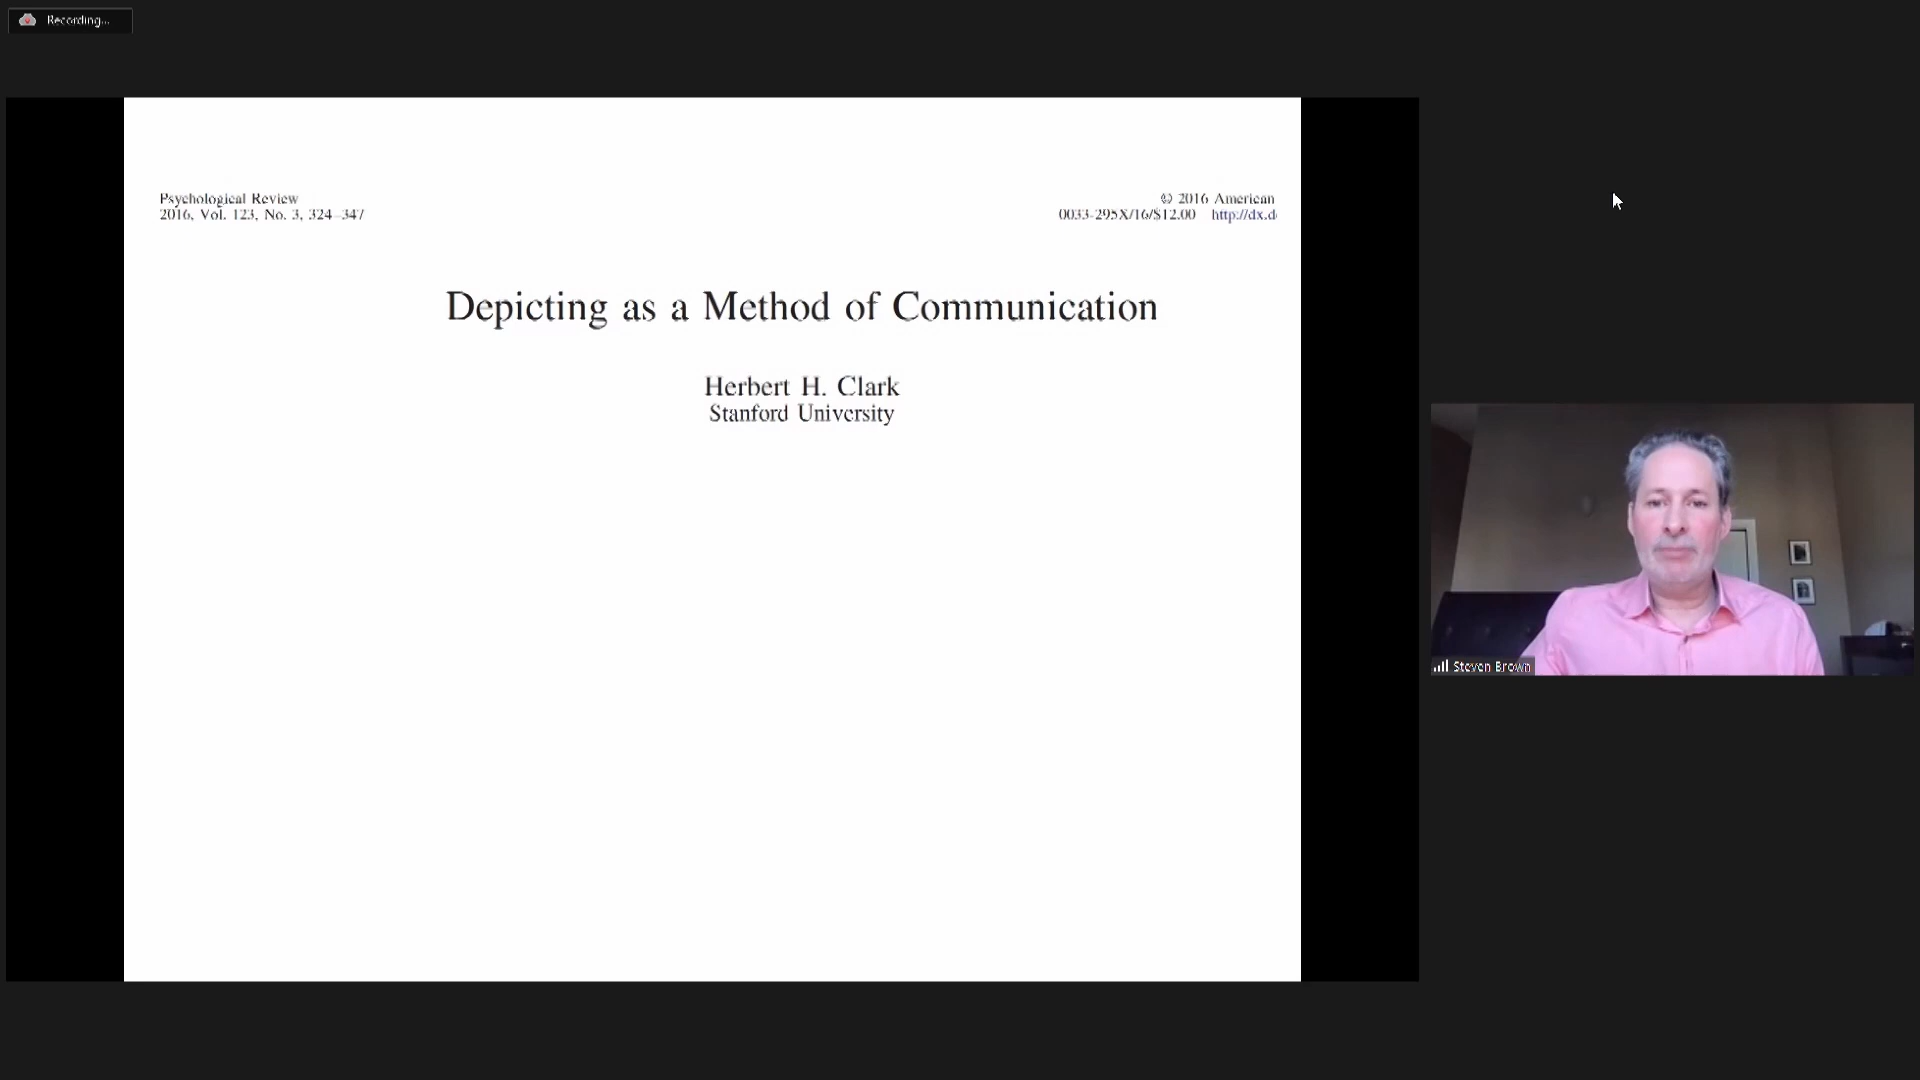 Recording...
Psychological Review
2016, Vol. 123, No. 3, 324–347
© 2016 American
0033-295X/16/$12.00 http://dx.d
Depicting as a Method of Communication
Herbert H. Clark
Stanford University
Steven Brown